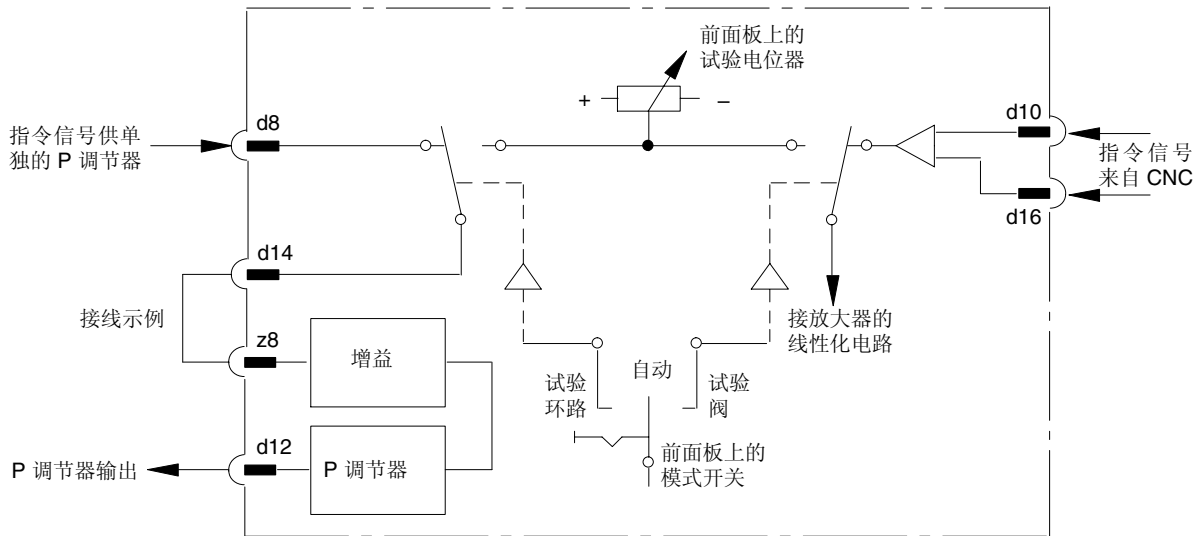 前面板上的
试验电位器
+
−
d8
d10
指令信号供单
独的 P 调节器
指令信号
来自 CNC
d16
d14
接线示例
z8
增益
接放大器的
线性化电路
自动
试验
环路
试验
阀
d12
P 调节器输出
P 调节器
前面板上的
模式开关